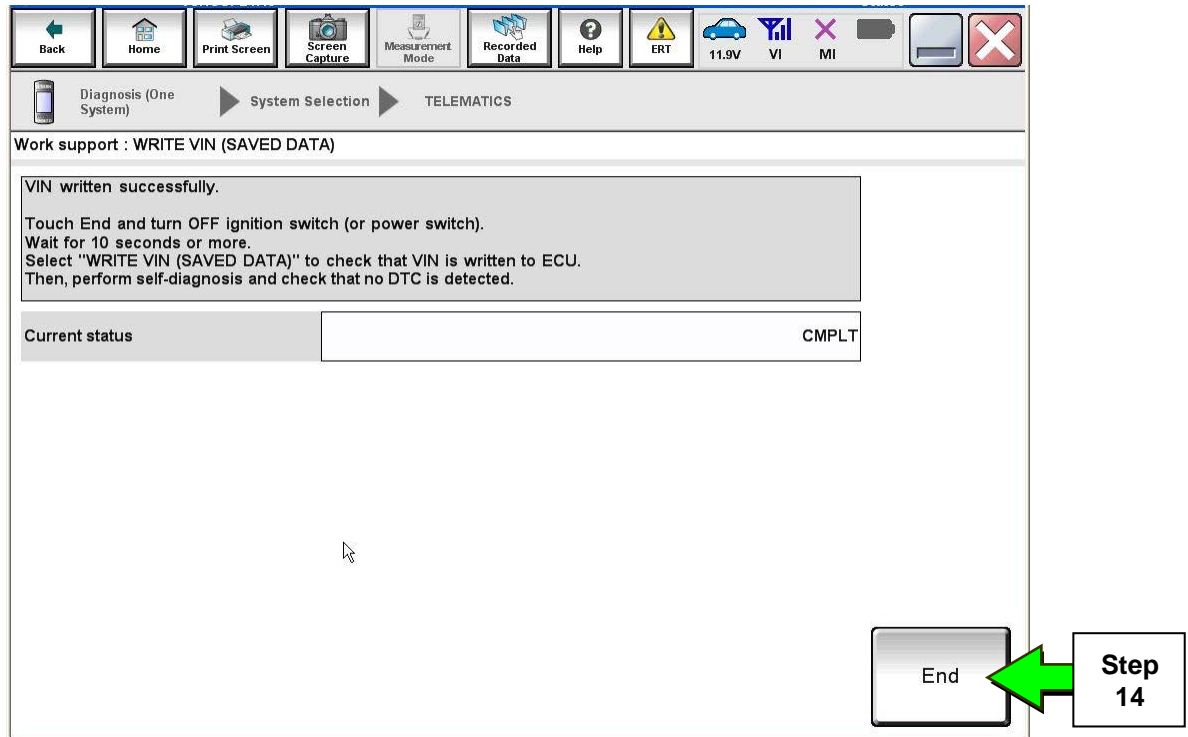 Back
Home
Print Screen
Screen
Capture
Measurement
Mode
Recorded
Data
Help
ERT
11.9V
VI
MI
Diagnosis (One
System)
System Selection
TELEMATICS
Work support : WRITE VIN (SAVED DATA)
VIN written successfully.
Touch End and turn OFF ignition switch (or power switch).
Wait for 10 seconds or more.
Select "WRITE VIN (SAVED DATA)" to check that VIN is written to ECU.
Then, perform self-diagnosis and check that no DTC is detected.
Current status
CMPLT
End
Step
14